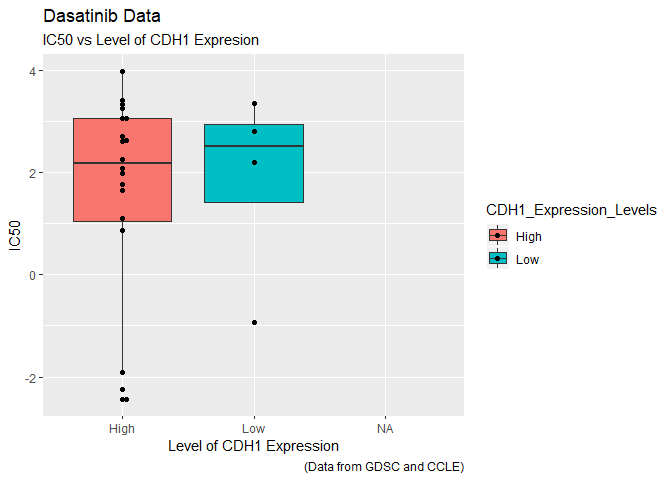 Dasatinib Data
IC50 vs Level of CDH1 Expresion
4
2
0
-2
IC50
High
Low
NA
Level of CDH1 Expression
(Data from GDSC and CCLE)
CDH1_Expression_Levels
High
Low